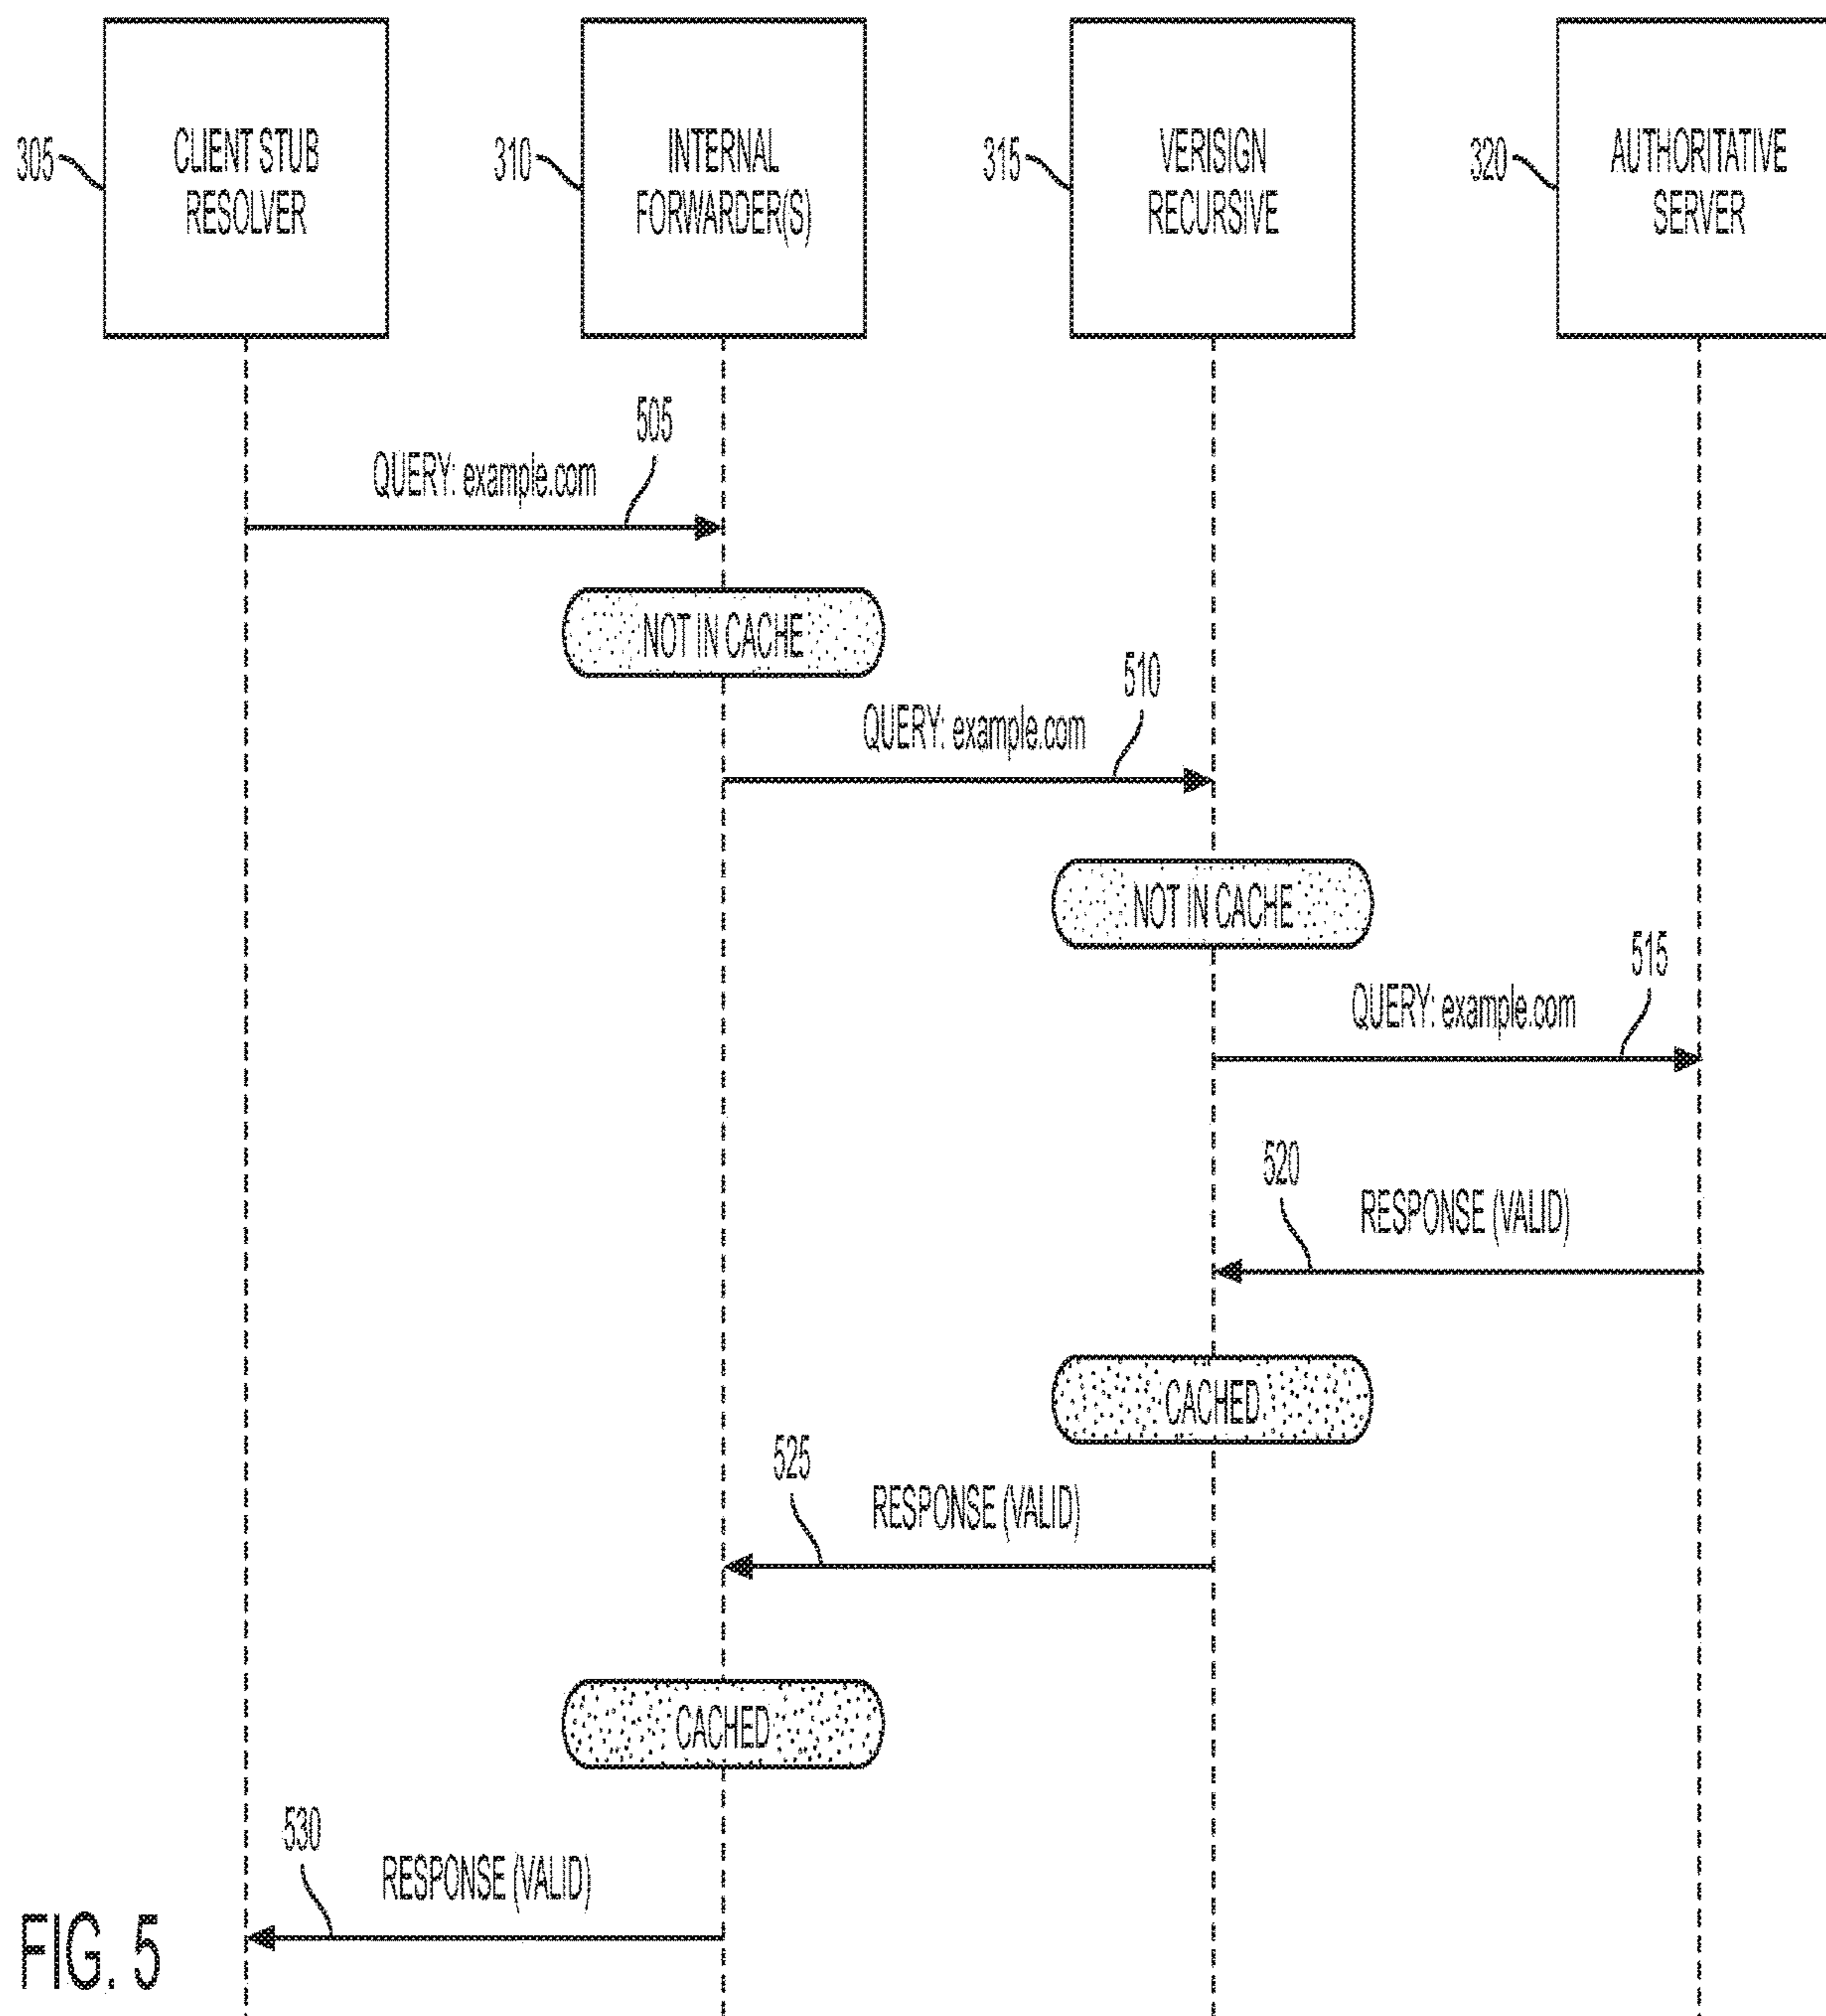 305
CLIENT STUB
RESOLVER
310
INTERNAL
FORWARDER(S)
315
VERISIGN
RECURSIVE
320
AUTHORITATIVE
SERVER
505
QUERY: example.com
NOT IN CACHE
510
QUERY: example.com
NOT IN CACHE
515
QUERY: example.com
520
RESPONSE (VALID)
CACHED
525
RESPONSE (VALID)
CACHED
530
RESPONSE (VALID)
FIG. 5